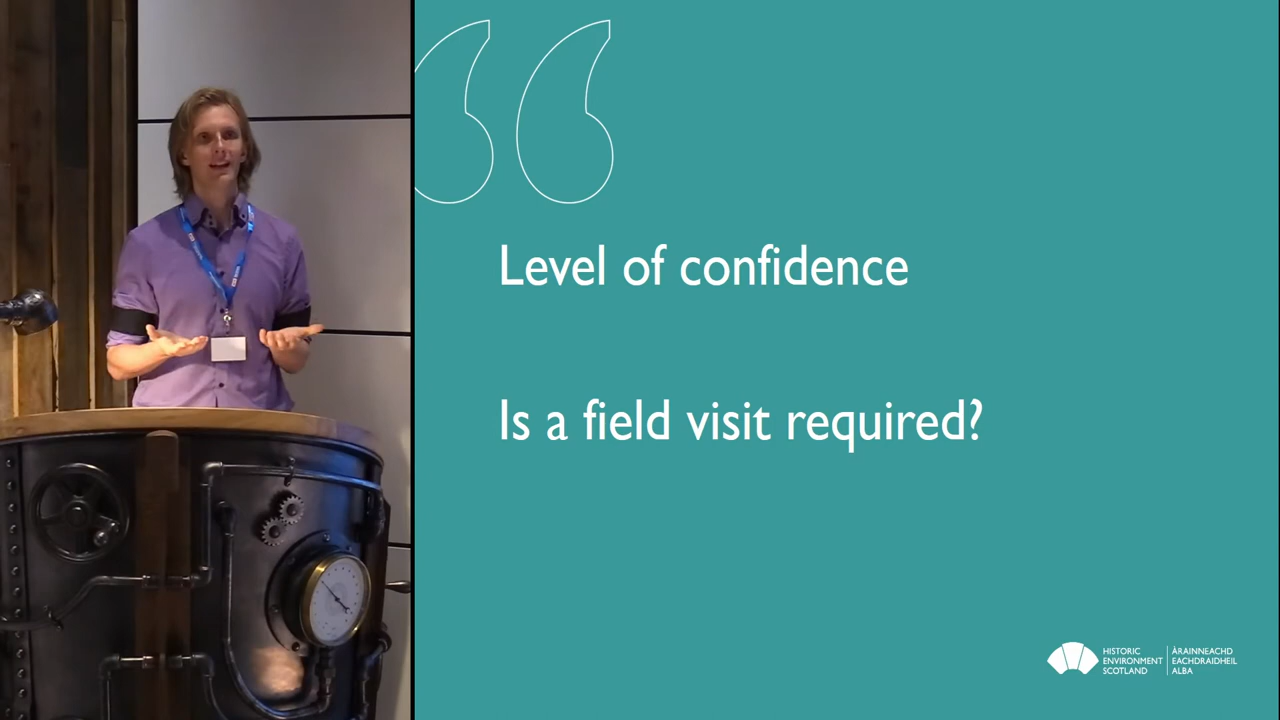 Level of confidence
Is a field visit required?
HISTORIC
ENVIRONMENT
SCOTLAND
ÀRAINNEACHD
EACHDRAIDHEIL
ALBA